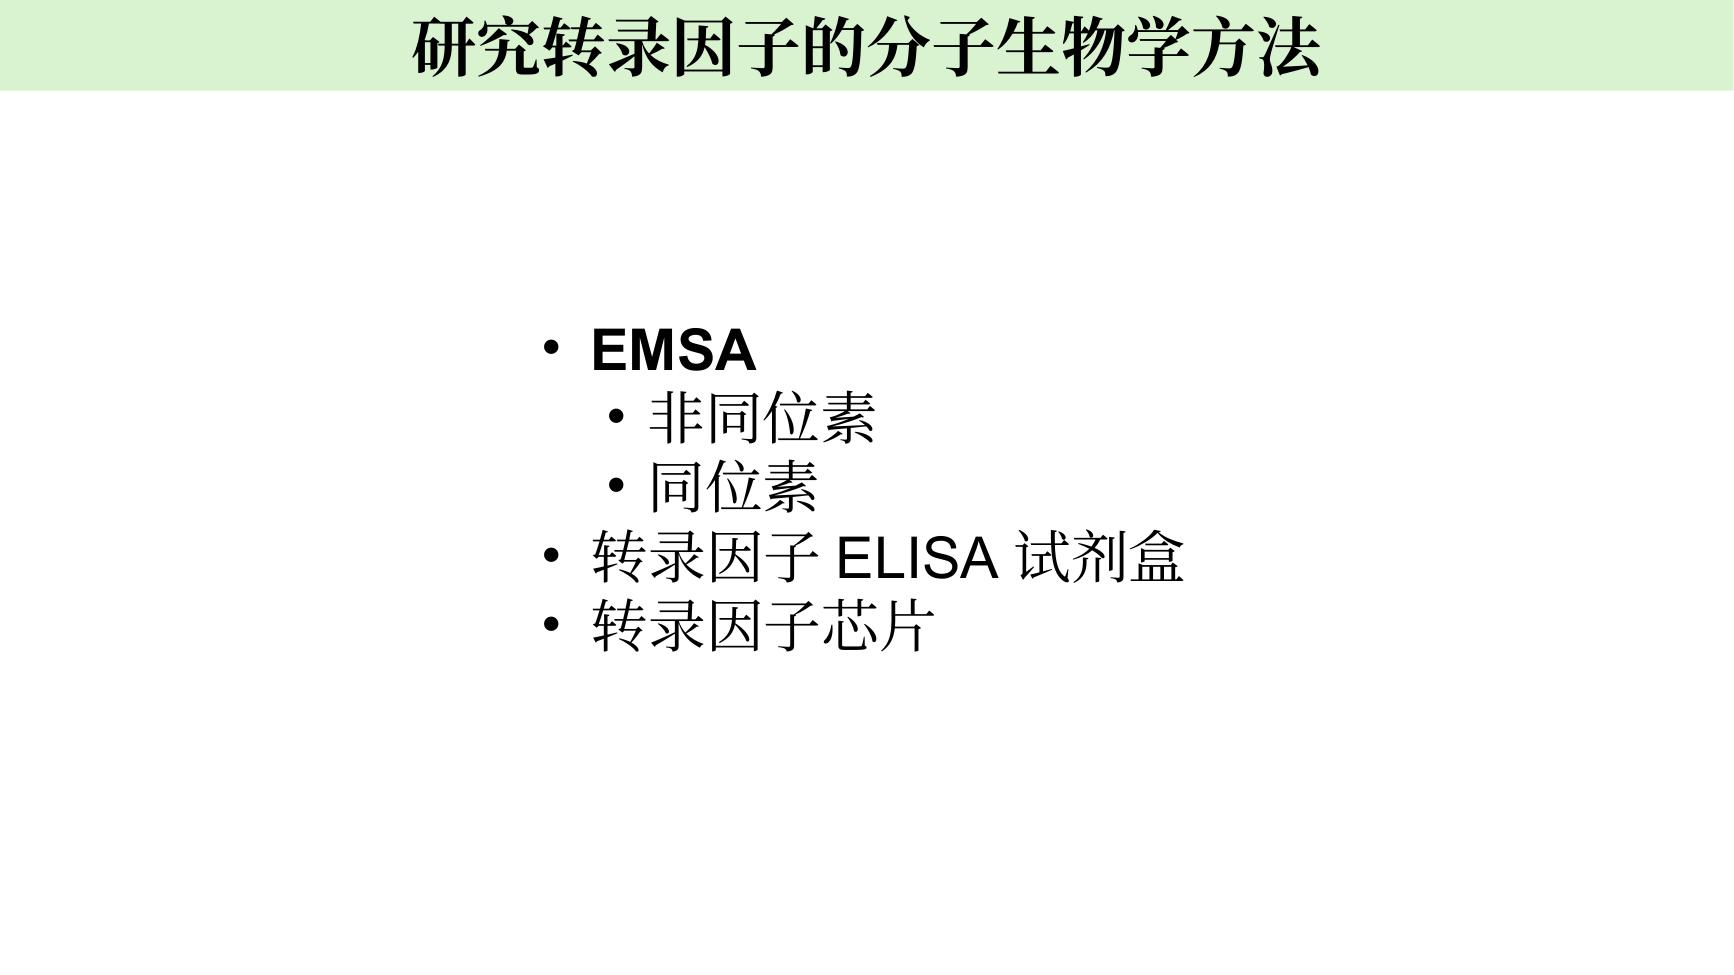 研究转录因子的分子生物学方法
• EMSA
• 非同位素
• 同位素
• 转录因子 ELISA 试剂盒
• 转录因子芯片